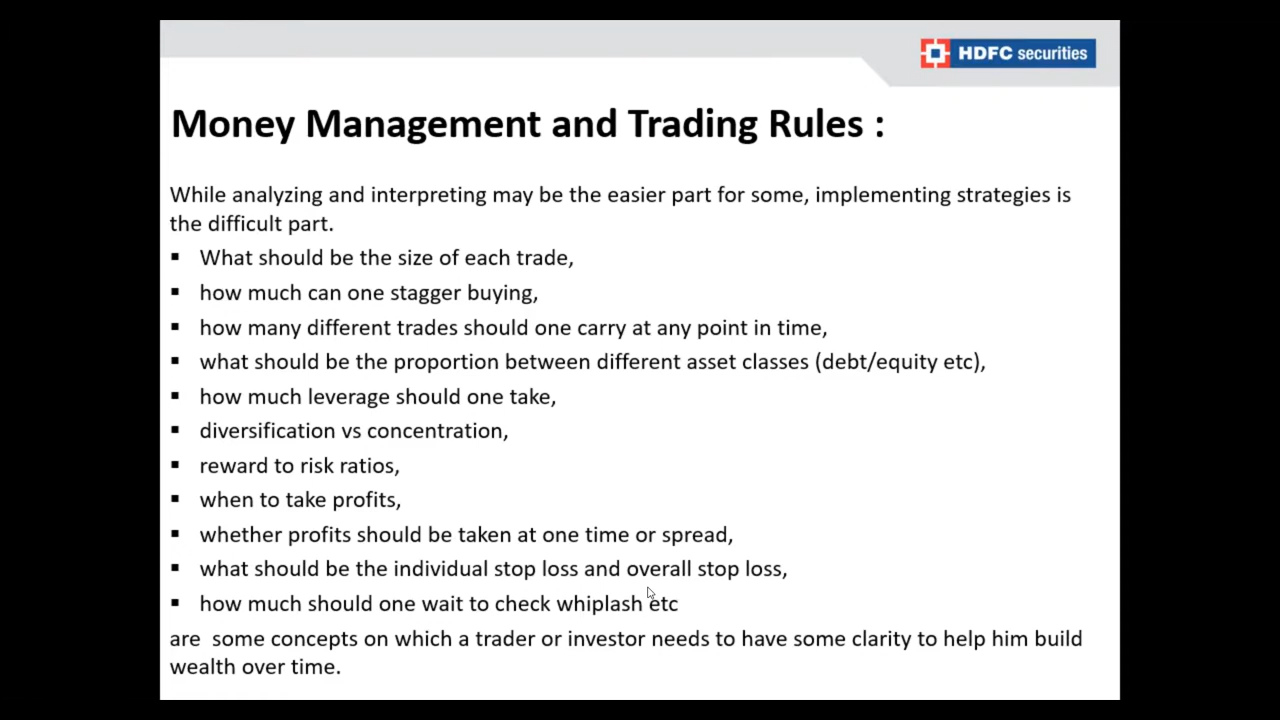 HDFC securities
Money Management and Trading Rules :
While analyzing and interpreting may be the easier part for some, implementing strategies is
the difficult part.
▪ What should be the size of each trade,
▪ how much can one stagger buying,
▪ how many different trades should one carry at any point in time,
▪ what should be the proportion between different asset classes (debt/equity etc),
▪ how much leverage should one take,
▪ diversification vs concentration,
▪ reward to risk ratios,
▪ when to take profits,
▪ whether profits should be taken at one time or spread,
▪ what should be the individual stop loss and overall stop loss,
▪ how much should one wait to check whiplash etc
are some concepts on which a trader or investor needs to have some clarity to help him build
wealth over time.